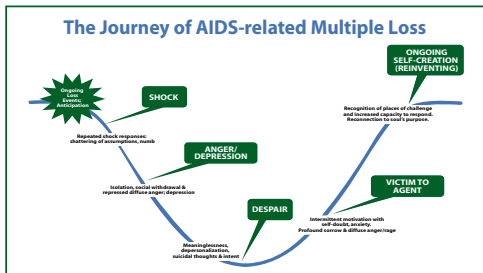 The Journey of AIDS-related Multiple Loss
Ongoing
Loss
Events;
Anticipation
SHOCK
Repeated shock responses:
shattering of assumptions, numb
ANGER/
DEPRESSION
Isolation, social withdrawal &
repressed diffuse anger; depression
DESPAIR
Meaninglessness,
depersonalization,
suicidal thoughts & intent
VICTIM TO
AGENT
Intermittent motivation with
self-doubt, anxiety.
Profound sorrow & diffuse anger/rage
ONGOING
SELF-CREATION
(REINVENTING)
Recognition of places of challenge
and increased capacity to respond.
Reconnection to soul's purpose.